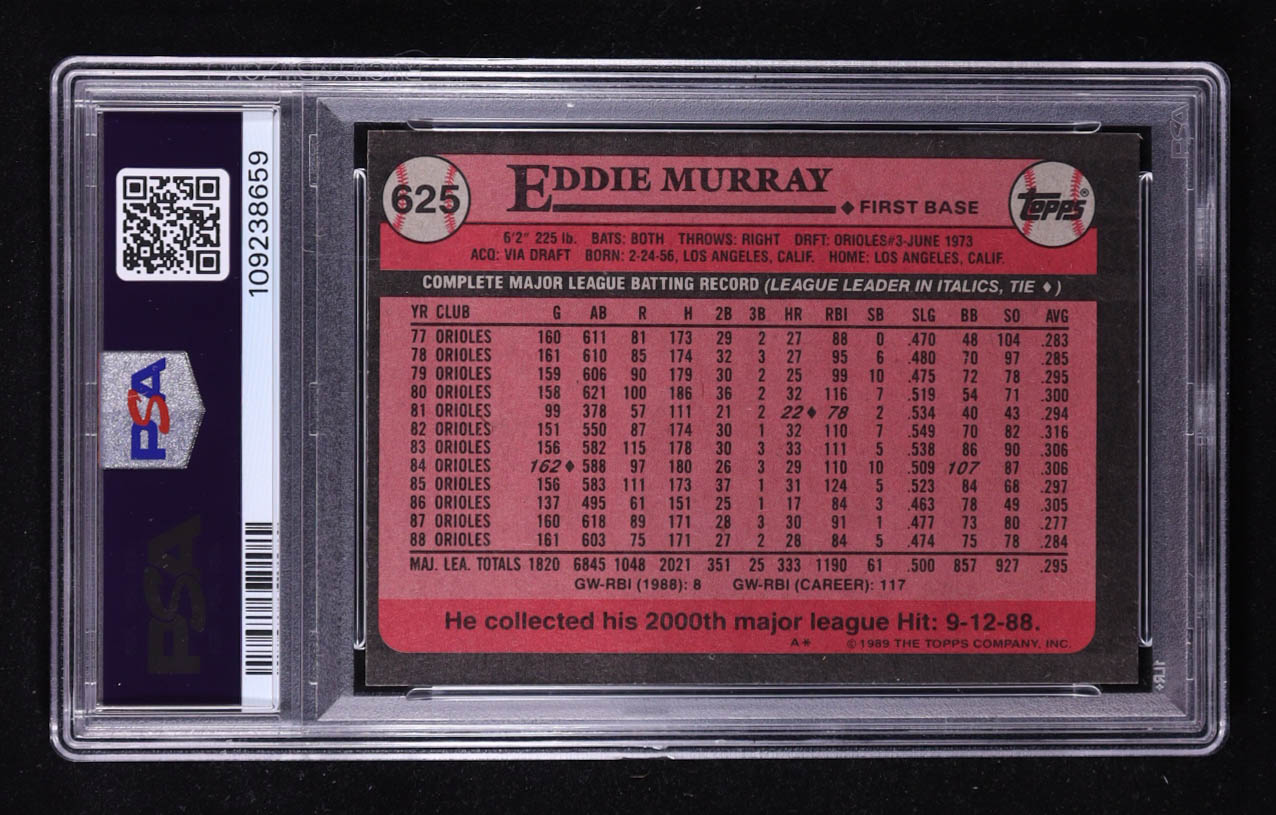 625
EDDIE MURRAY
◆ FIRST BASE
TOPPS®
6'2" 225 lb. BATS: BOTH THROWS: RIGHT DRFT: ORIOLES#3-JUNE 1973
ACQ: VIA DRAFT BORN: 2-24-56, LOS ANGELES, CALIF. HOME: LOS ANGELES, CALIF.
COMPLETE MAJOR LEAGUE BATTING RECORD (LEAGUE LEADER IN ITALICS, TIE ◆)
YR CLUB G AB R H 2B 3B HR RBI SB SLG BB SO AVG
77 ORIOLES 160 611 81 173 29 2 27 88 0 .470 48 104 .283
78 ORIOLES 161 610 85 174 32 3 27 95 6 .480 70 97 .285
79 ORIOLES 159 606 90 179 30 2 25 99 10 .475 72 78 .295
80 ORIOLES 158 621 100 186 36 2 32 116 7 .519 54 71 .300
81 ORIOLES 99 378 57 111 21 2 22◆ 78 2 .534 40 43 .294
82 ORIOLES 151 550 87 174 30 1 32 110 7 .549 70 82 .316
83 ORIOLES 156 582 115 178 30 3 33 111 5 .538 86 90 .306
84 ORIOLES 162◆ 588 97 180 26 3 29 110 10 .509 107 87 .306
85 ORIOLES 156 583 111 173 37 1 31 124 5 .523 84 68 .297
86 ORIOLES 137 495 61 151 25 1 17 84 3 .463 78 49 .305
87 ORIOLES 160 618 89 171 28 3 30 91 1 .477 73 80 .277
88 ORIOLES 161 603 75 171 27 2 28 84 5 .474 75 78 .284
MAJ. LEA. TOTALS 1820 6845 1048 2021 351 25 333 1190 61 .500 857 927 .295
GW-RBI (1988): 8 GW-RBI (CAREER): 117
He collected his 2000th major league Hit: 9-12-88.
A* © 1989 THE TOPPS COMPANY, INC.
109238659
PSA
PSA
PSA
1LR+